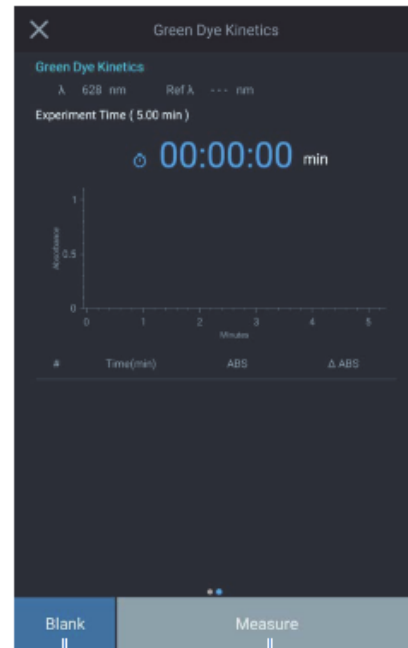 Green Dye Kinetics
Green Dye Kinetics
λ 628 nm Ref λ --- nm
Experiment Time ( 5.00 min )
00:00:00 min
1
Absorbance
0.5
0
0 1 2 3 4 5
Minutes
# Time(min) ABS Δ ABS
Blank Measure